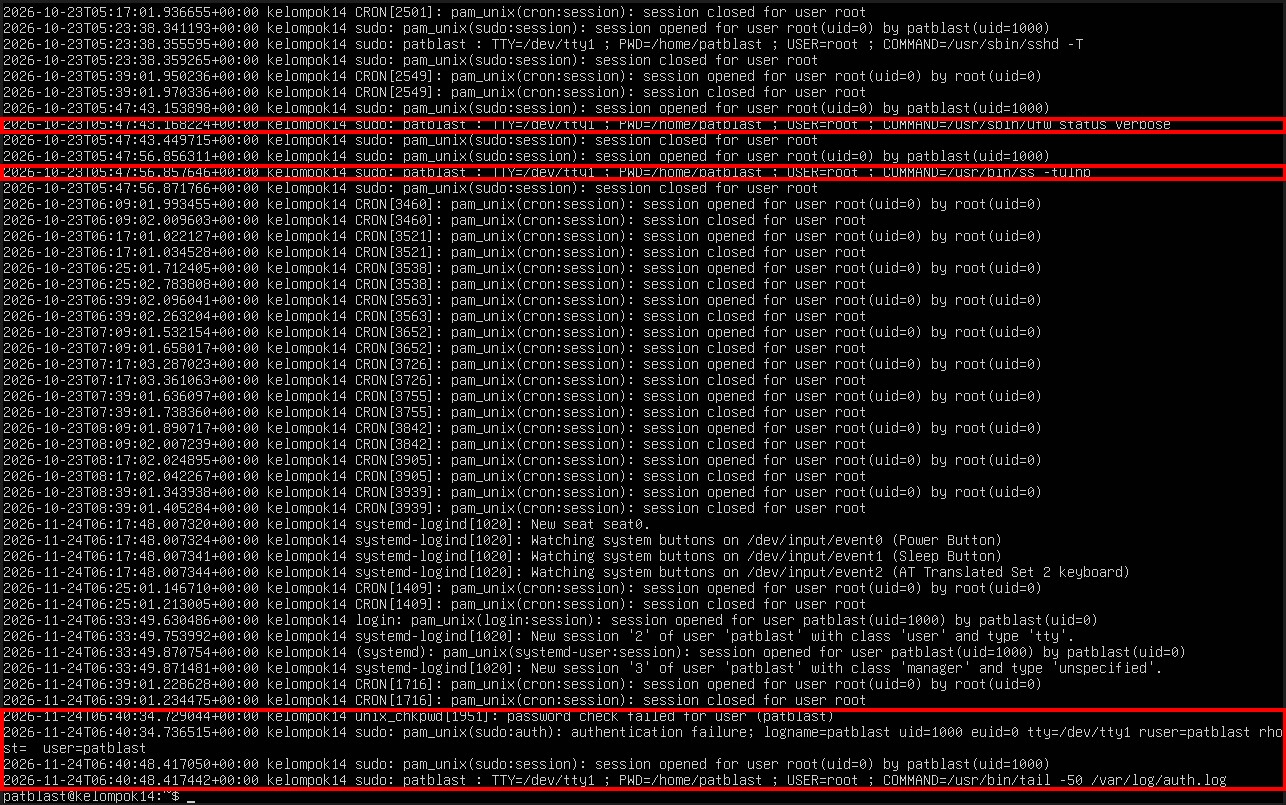 2026-10-23T05:17:01.936655+00:00 kelompok14 CRON[2501]: pam_unix(cron:session): session closed for user root
2026-10-23T05:23:38.341193+00:00 kelompok14 sudo: pam_unix(sudo:session): session opened for user root(uid=0) by patblast(uid=1000)
2026-10-23T05:23:38.355595+00:00 kelompok14 sudo: patblast : TTY=/dev/tty1 ; PWD=/home/patblast ; USER=root ; COMMAND=/usr/sbin/sshd -T
2026-10-23T05:23:38.359265+00:00 kelompok14 sudo: pam_unix(sudo:session): session closed for user root
2026-10-23T05:39:01.950236+00:00 kelompok14 CRON[2549]: pam_unix(cron:session): session opened for user root(uid=0) by root(uid=0)
2026-10-23T05:39:01.970336+00:00 kelompok14 CRON[2549]: pam_unix(cron:session): session closed for user root
2026-10-23T05:47:43.153898+00:00 kelompok14 sudo: pam_unix(sudo:session): session opened for user root(uid=0) by patblast(uid=1000)
2026-10-23T05:47:43.168224+00:00 kelompok14 sudo: patblast : TTY=/dev/tty1 ; PWD=/home/patblast ; USER=root ; COMMAND=/usr/sbin/ufw status verbose
2026-10-23T05:47:43.449715+00:00 kelompok14 sudo: pam_unix(sudo:session): session closed for user root
2026-10-23T05:47:56.856311+00:00 kelompok14 sudo: pam_unix(sudo:session): session opened for user root(uid=0) by patblast(uid=1000)
2026-10-23T05:47:56.857646+00:00 kelompok14 sudo: patblast : TTY=/dev/tty1 ; PWD=/home/patblast ; USER=root ; COMMAND=/usr/bin/ss -tulnp
2026-10-23T05:47:56.871766+00:00 kelompok14 sudo: pam_unix(sudo:session): session closed for user root
2026-10-23T06:09:01.993455+00:00 kelompok14 CRON[3460]: pam_unix(cron:session): session opened for user root(uid=0) by root(uid=0)
2026-10-23T06:09:02.009603+00:00 kelompok14 CRON[3460]: pam_unix(cron:session): session closed for user root
2026-10-23T06:17:01.022127+00:00 kelompok14 CRON[3521]: pam_unix(cron:session): session opened for user root(uid=0) by root(uid=0)
2026-10-23T06:17:01.034528+00:00 kelompok14 CRON[3521]: pam_unix(cron:session): session closed for user root
2026-10-23T06:25:01.712405+00:00 kelompok14 CRON[3538]: pam_unix(cron:session): session opened for user root(uid=0) by root(uid=0)
2026-10-23T06:25:02.783808+00:00 kelompok14 CRON[3538]: pam_unix(cron:session): session closed for user root
2026-10-23T06:39:02.096041+00:00 kelompok14 CRON[3563]: pam_unix(cron:session): session opened for user root(uid=0) by root(uid=0)
2026-10-23T06:39:02.263204+00:00 kelompok14 CRON[3563]: pam_unix(cron:session): session closed for user root
2026-10-23T07:09:01.532154+00:00 kelompok14 CRON[3652]: pam_unix(cron:session): session opened for user root(uid=0) by root(uid=0)
2026-10-23T07:09:01.658017+00:00 kelompok14 CRON[3652]: pam_unix(cron:session): session closed for user root
2026-10-23T07:17:03.287023+00:00 kelompok14 CRON[3726]: pam_unix(cron:session): session opened for user root(uid=0) by root(uid=0)
2026-10-23T07:17:03.361063+00:00 kelompok14 CRON[3726]: pam_unix(cron:session): session closed for user root
2026-10-23T07:39:01.636097+00:00 kelompok14 CRON[3755]: pam_unix(cron:session): session opened for user root(uid=0) by root(uid=0)
2026-10-23T07:39:01.738360+00:00 kelompok14 CRON[3755]: pam_unix(cron:session): session closed for user root
2026-10-23T08:09:01.890717+00:00 kelompok14 CRON[3842]: pam_unix(cron:session): session opened for user root(uid=0) by root(uid=0)
2026-10-23T08:09:02.007239+00:00 kelompok14 CRON[3842]: pam_unix(cron:session): session closed for user root
2026-10-23T08:17:02.024895+00:00 kelompok14 CRON[3905]: pam_unix(cron:session): session opened for user root(uid=0) by root(uid=0)
2026-10-23T08:17:02.042267+00:00 kelompok14 CRON[3905]: pam_unix(cron:session): session closed for user root
2026-10-23T08:39:01.343938+00:00 kelompok14 CRON[3939]: pam_unix(cron:session): session opened for user root(uid=0) by root(uid=0)
2026-10-23T08:39:01.405284+00:00 kelompok14 CRON[3939]: pam_unix(cron:session): session closed for user root
2026-11-24T06:17:48.007320+00:00 kelompok14 systemd-logind[1020]: New seat seat0.
2026-11-24T06:17:48.007324+00:00 kelompok14 systemd-logind[1020]: Watching system buttons on /dev/input/event0 (Power Button)
2026-11-24T06:17:48.007341+00:00 kelompok14 systemd-logind[1020]: Watching system buttons on /dev/input/event1 (Sleep Button)
2026-11-24T06:17:48.007344+00:00 kelompok14 systemd-logind[1020]: Watching system buttons on /dev/input/event2 (AT Translated Set 2 keyboard)
2026-11-24T06:25:01.146710+00:00 kelompok14 CRON[1409]: pam_unix(cron:session): session opened for user root(uid=0) by root(uid=0)
2026-11-24T06:25:01.213005+00:00 kelompok14 CRON[1409]: pam_unix(cron:session): session closed for user root
2026-11-24T06:33:49.630486+00:00 kelompok14 login: pam_unix(login:session): session opened for user patblast(uid=1000) by patblast(uid=0)
2026-11-24T06:33:49.753992+00:00 kelompok14 systemd-logind[1020]: New session '2' of user 'patblast' with class 'user' and type 'tty'.
2026-11-24T06:33:49.870754+00:00 kelompok14 (systemd): pam_unix(systemd-user:session): session opened for user patblast(uid=1000) by patblast(uid=0)
2026-11-24T06:33:49.871481+00:00 kelompok14 systemd-logind[1020]: New session '3' of user 'patblast' with class 'manager' and type 'unspecified'.
2026-11-24T06:39:01.228628+00:00 kelompok14 CRON[1716]: pam_unix(cron:session): session opened for user root(uid=0) by root(uid=0)
2026-11-24T06:39:01.234475+00:00 kelompok14 CRON[1716]: pam_unix(cron:session): session closed for user root
2026-11-24T06:40:34.729044+00:00 kelompok14 unix_chkpwd[1951]: password check failed for user (patblast)
2026-11-24T06:40:34.736515+00:00 kelompok14 sudo: pam_unix(sudo:auth): authentication failure; logname=patblast uid=1000 euid=0 tty=/dev/tty1 ruser=patblast rho
st=  user=patblast
2026-11-24T06:40:48.417050+00:00 kelompok14 sudo: pam_unix(sudo:session): session opened for user root(uid=0) by patblast(uid=1000)
2026-11-24T06:40:48.417442+00:00 kelompok14 sudo: patblast : TTY=/dev/tty1 ; PWD=/home/patblast ; USER=root ; COMMAND=/usr/bin/tail -50 /var/log/auth.log
patblast@kelompok14:~$ _